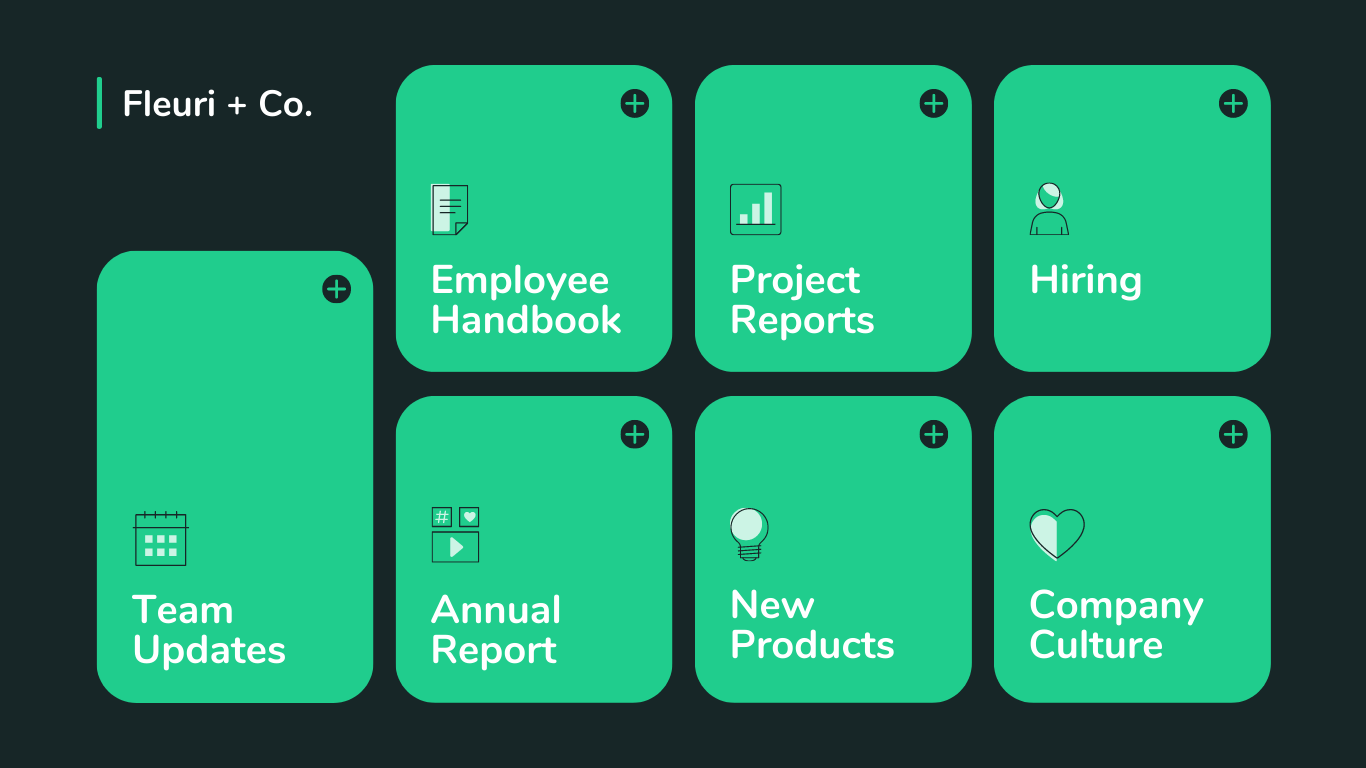 Fleuri + Co.
Employee
Handbook
Project
Reports
Hiring
Team
Updates
#
Annual
Report
New
Products
Company
Culture